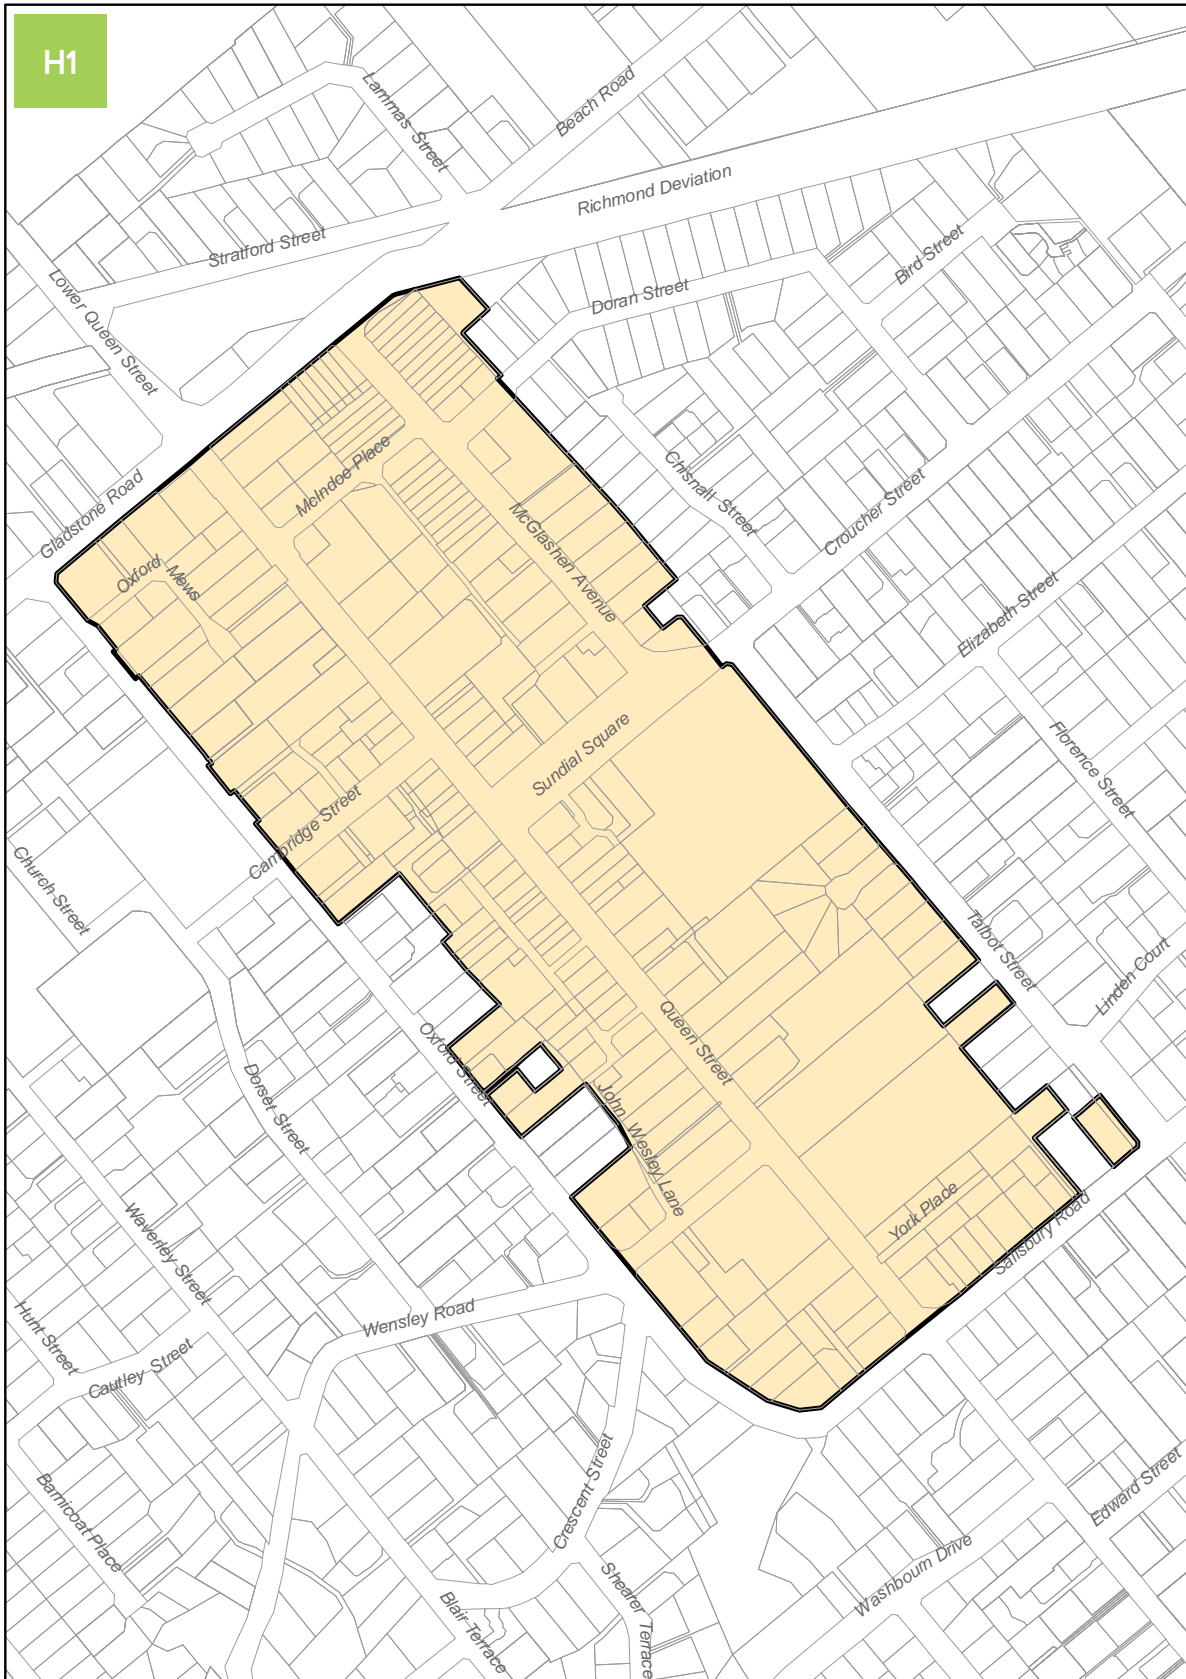 H1
Lammas Street
Beach Road
Richmond Deviation
Stratford Street
Bird Street
Lower Queen Street
Doran Street
McIndoe Place
Chisnall Street
Gladstone Road
Croucher Street
McGlashen Avenue
Oxford Mews
Elizabeth Street
Sundial Square
Florence Street
Cambridge Street
Church Street
Talbot Street
Linden Court
Queen Street
Oxford Street
Dorset Street
John Wesley Lane
York Place
Salisbury Road
Waverley Street
Wensley Road
Hunt Street
Cautley Street
Crescent Street
Barnicoat Place
Edward Street
Washbourn Drive
Blair Terrace
Shearer Terrace